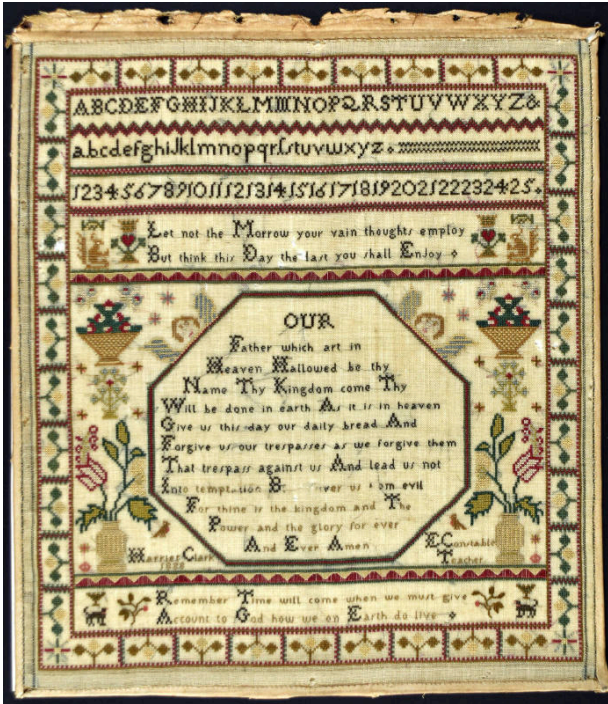 ABCDEFGHIJKLMNOPQRSTUVWXYZ&
abcdefghiJklmnopqrſstuvwxyz
12345678910111213141516171819202122232425
Let not the Morrow your vain thoughts employ
But think this Day the last you shall Enjoy
OUR
Father which art in
Heaven Hallowed be thy
Name Thy Kingdom come Thy
Will be done in earth As it is in heaven
Give us this day our daily bread And
Forgive us our trespasses as we forgive them
That trespass against us And lead us not
Into temptation us evil
For thine is the kingdom and The
Power and the glory for ever
And Ever Amen
Harriet Clark
E Constable
Teacher
Remember Time will come when we must give
Account to God how we on Earth do live